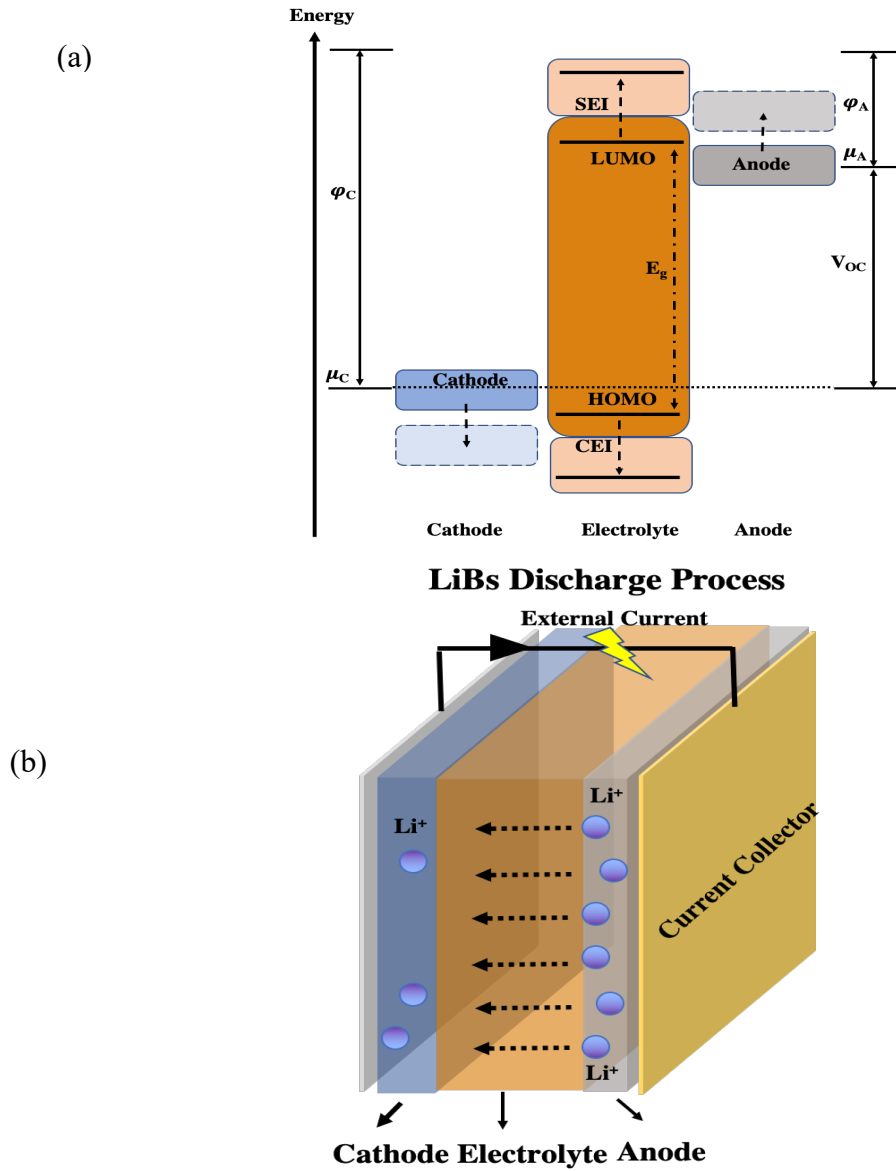 (a)
Energy
SEI
φA
LUMO
Anode
μA
φC
Eg
VOC
μC
Cathode
HOMO
CEI
Cathode Electrolyte Anode
LiBs Discharge Process
External Current
(b)
Li⁺
Li⁺
Current Collector
Li⁺
Cathode Electrolyte Anode